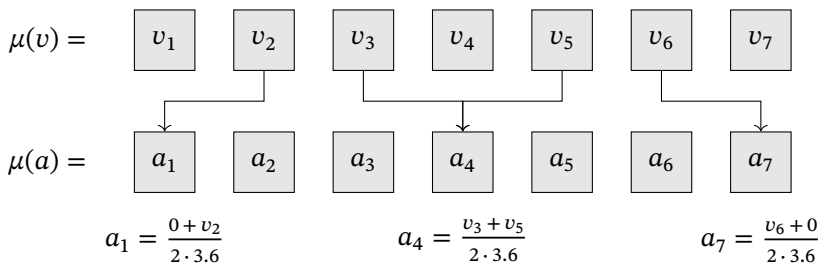 μ(v) = v₁ v₂ v₃ v₄ v₅ v₆ v₇
μ(a) = a₁ a₂ a₃ a₄ a₅ a₆ a₇
a₁ = (0 + v₂)/(2 · 3.6) a₄ = (v₃ + v₅)/(2 · 3.6) a₇ = (v₆ + 0)/(2 · 3.6)